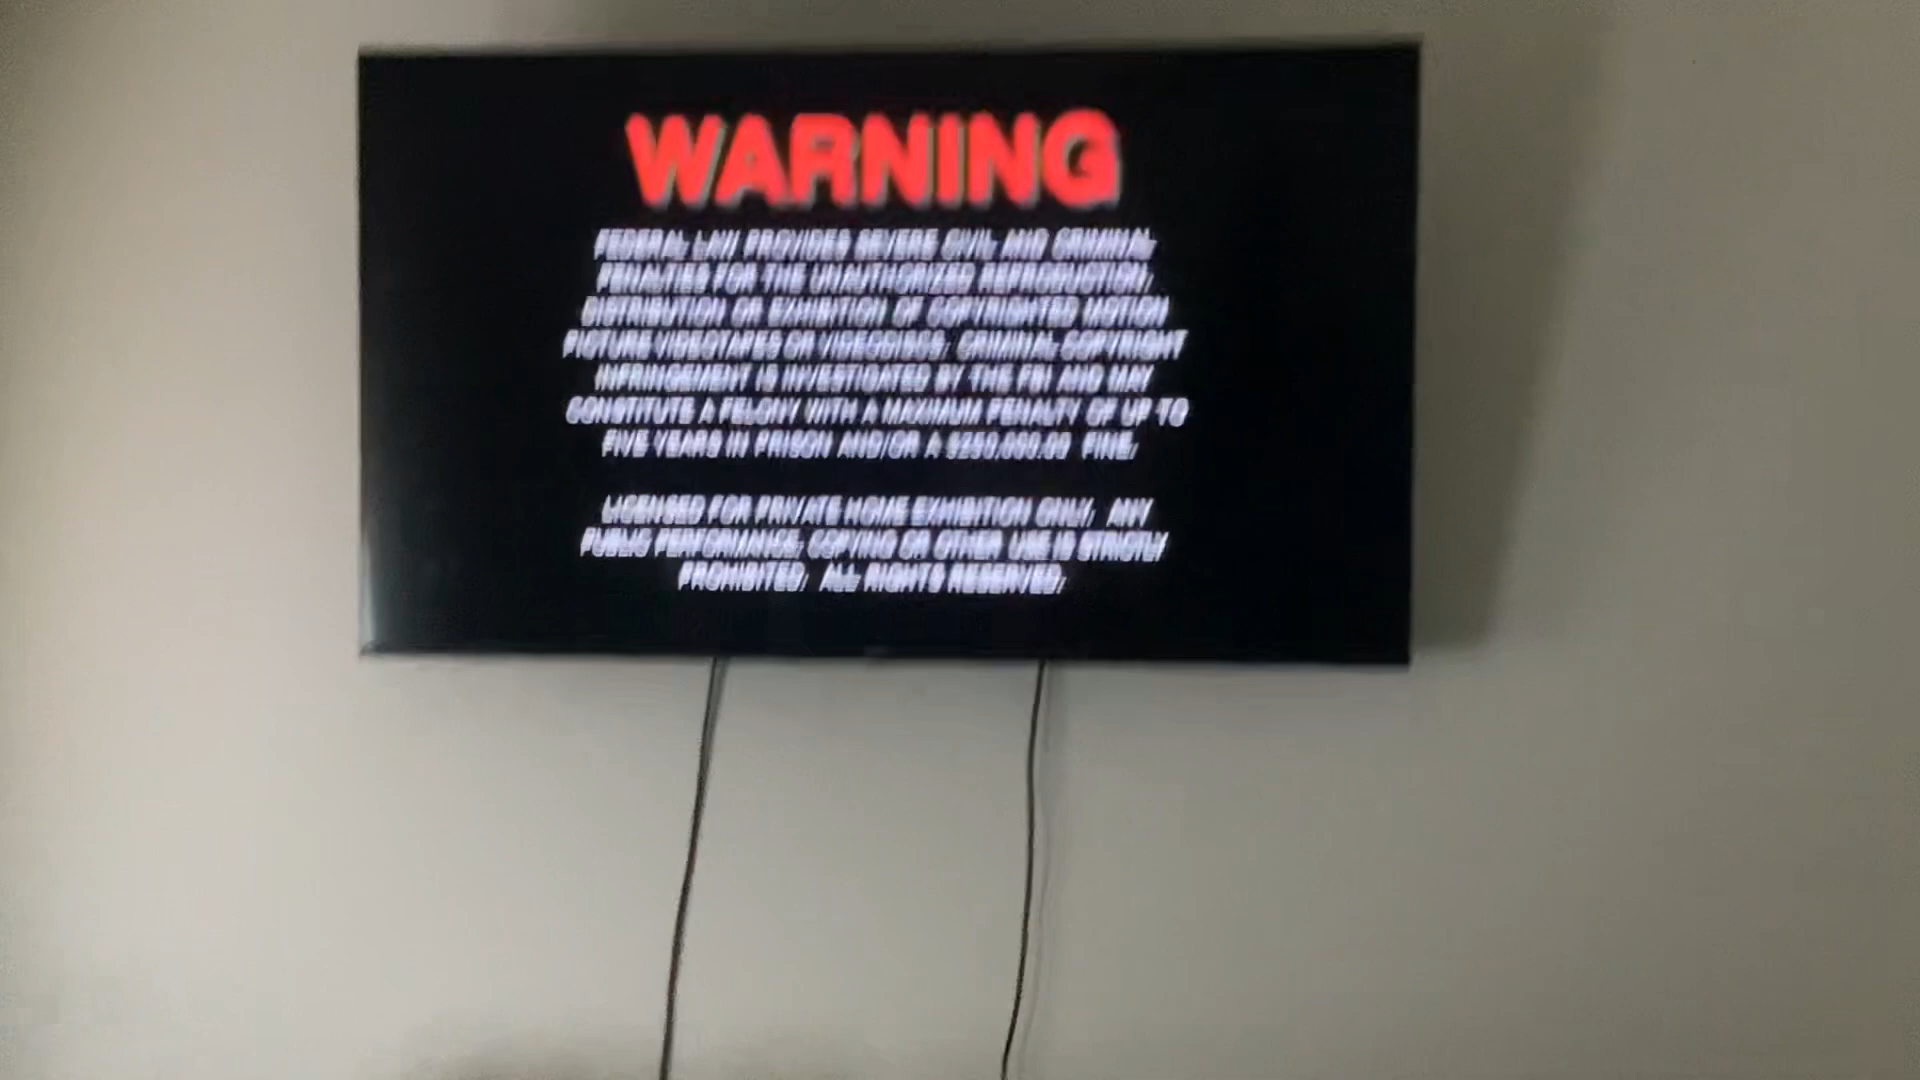 WARNING
FEDERAL LAW PROVIDES SEVERE CIVIL AND CRIMINAL
PENALTIES FOR THE UNAUTHORIZED REPRODUCTION,
DISTRIBUTION OR EXHIBITION OF COPYRIGHTED MOTION
PICTURE VIDEOTAPES OR VIDEODISCS. CRIMINAL COPYRIGHT
INFRINGEMENT IS INVESTIGATED BY THE FBI AND MAY
CONSTITUTE A FELONY WITH A MAXIMUM PENALTY OF UP TO
FIVE YEARS IN PRISON AND/OR A $250,000.00 FINE.
LICENSED FOR PRIVATE HOME EXHIBITION ONLY. ANY
PUBLIC PERFORMANCE, COPYING OR OTHER USE IS STRICTLY
PROHIBITED. ALL RIGHTS RESERVED.